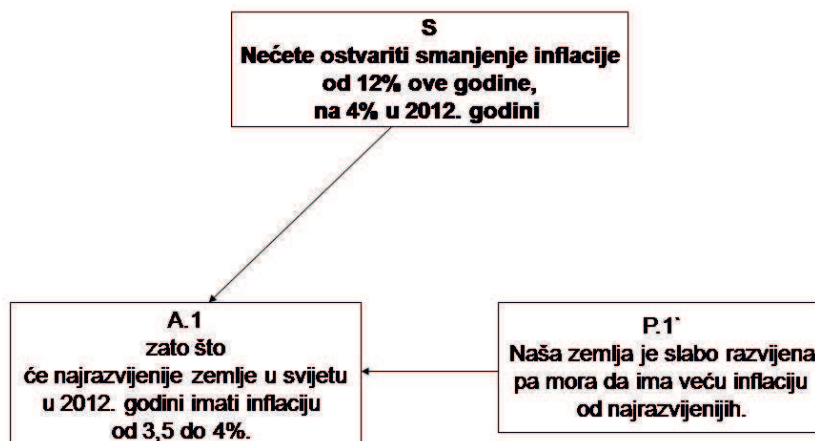 S
Nećete ostvariti smanjenje inflacije
od 12% ove godine,
na 4% u 2012. godini
A.1
zato što
će najrazvijenije zemlje u svijetu
u 2012. godini imati inflaciju
od 3,5 do 4%.
P.1`
Naša zemlja je slabo razvijena
pa mora da ima veću inflaciju
od najrazvijenijih.